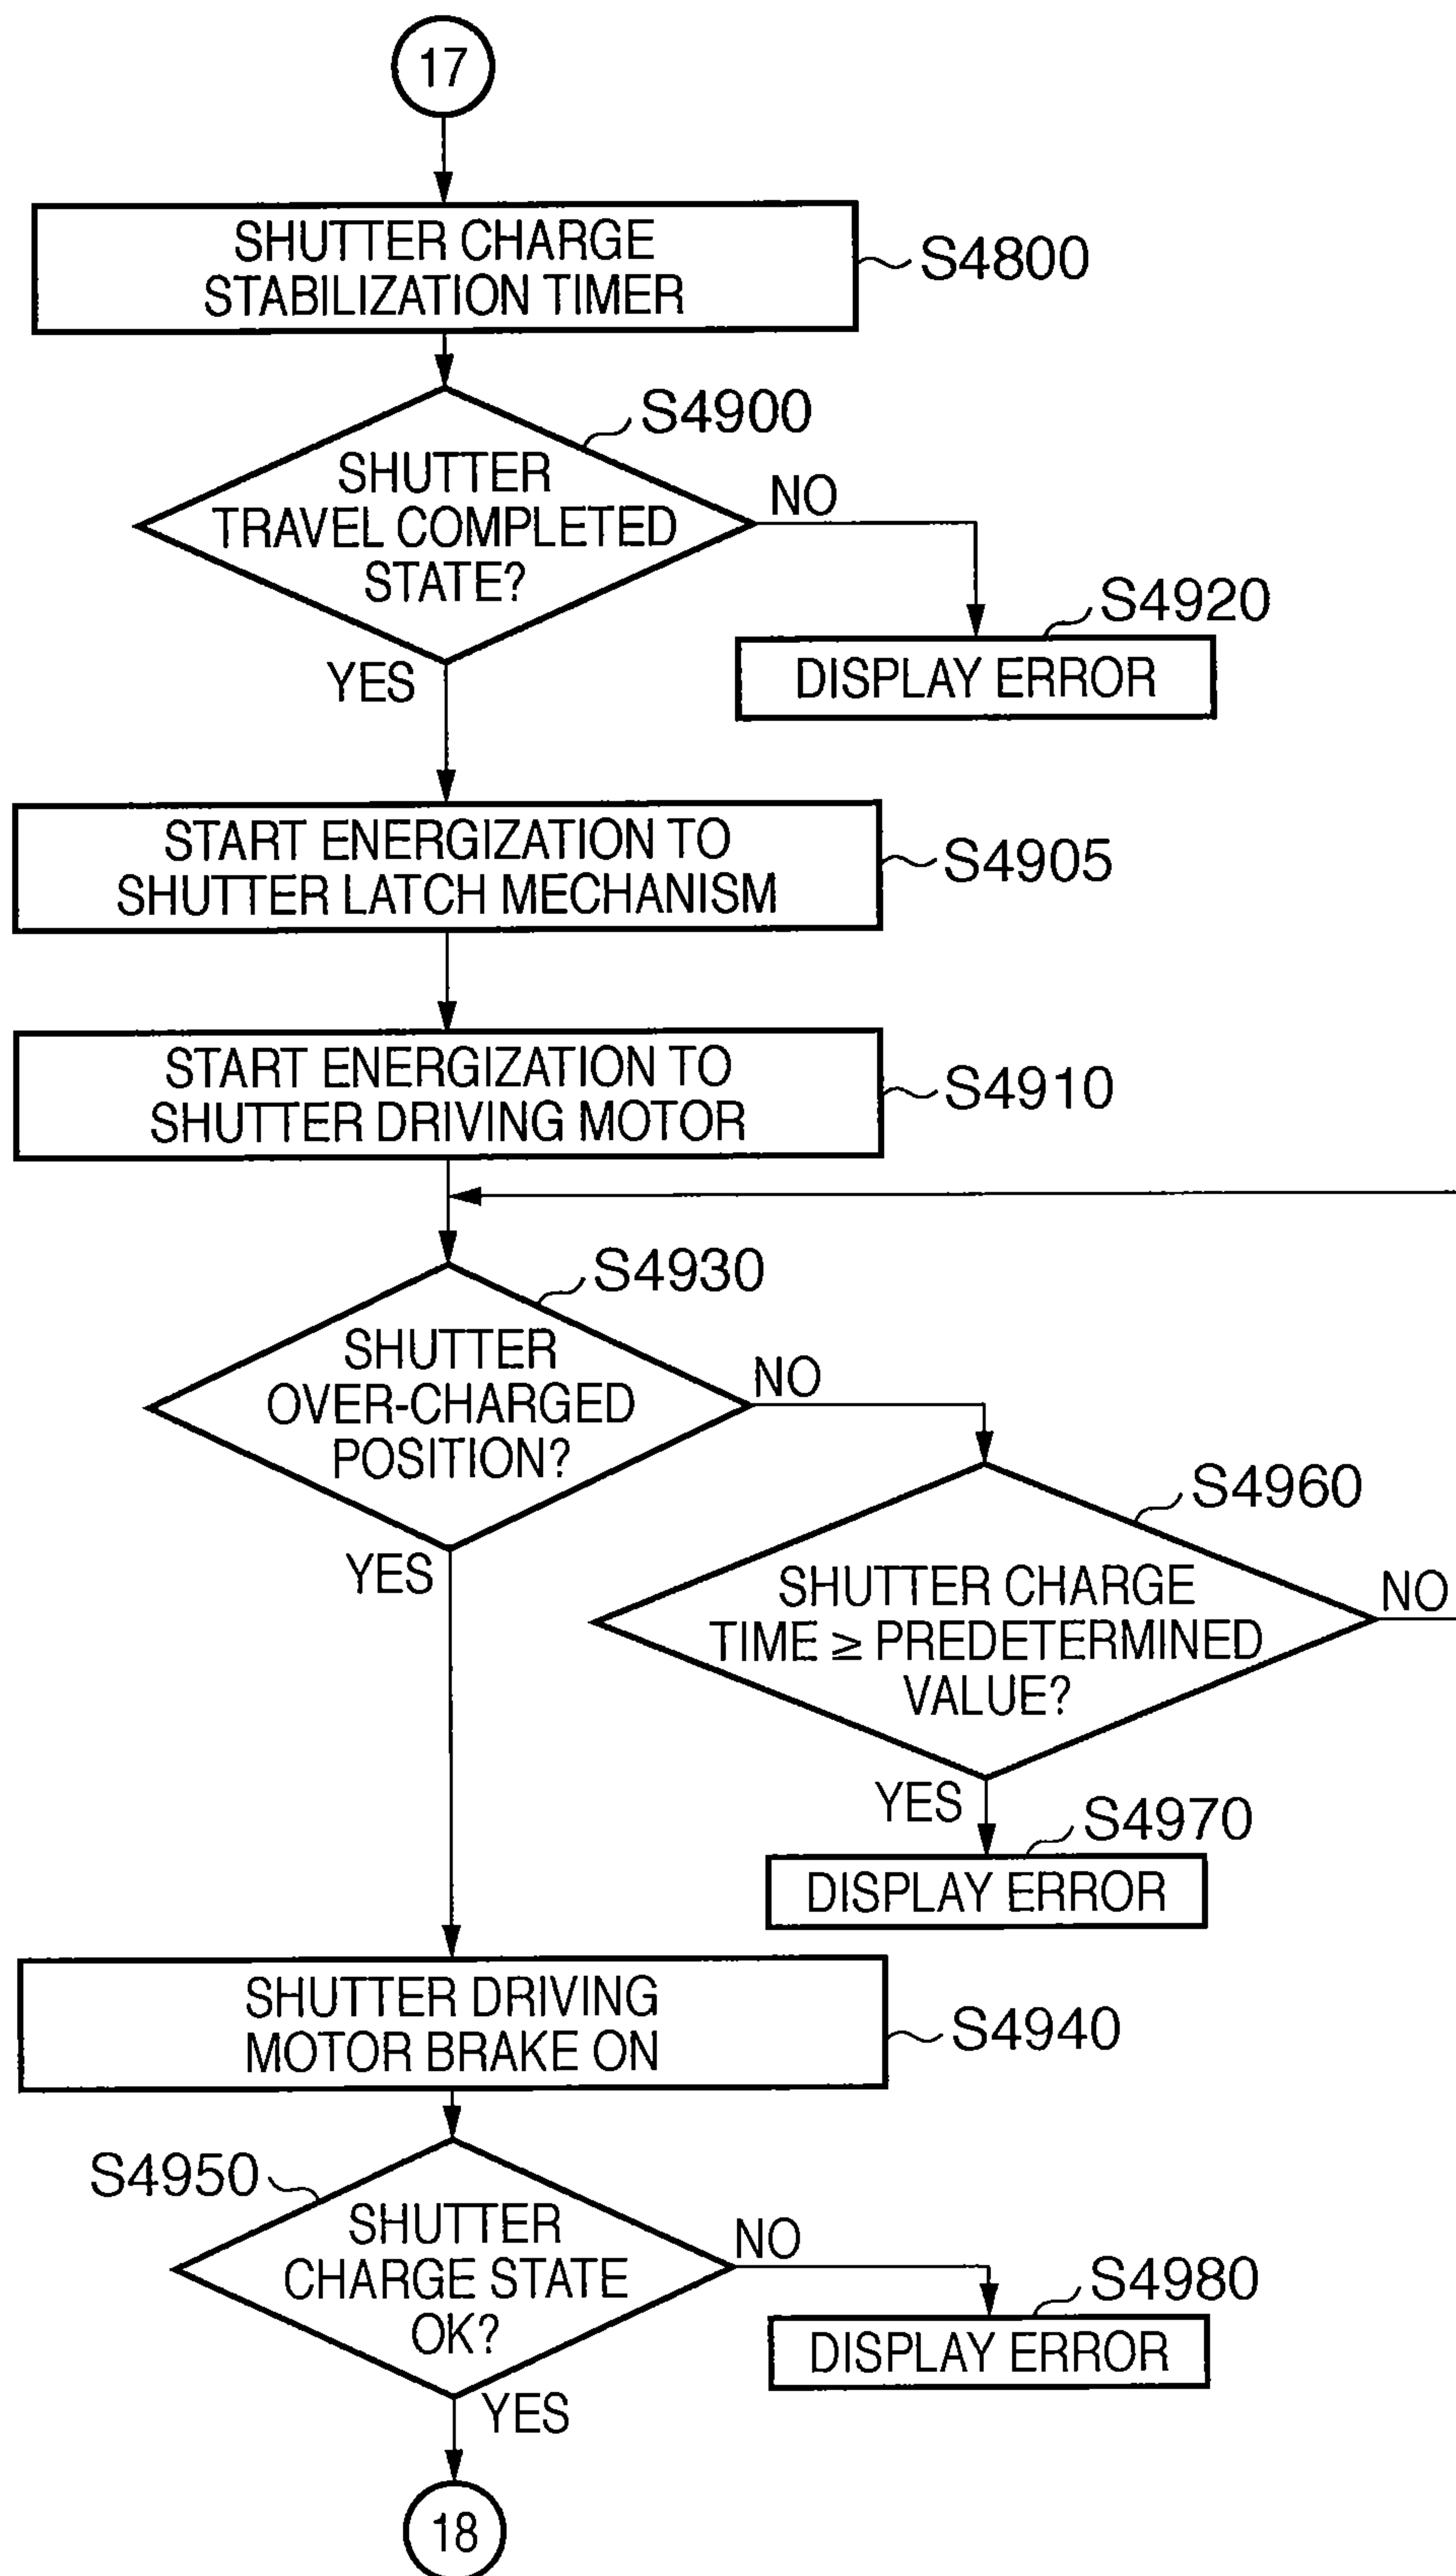 17
SHUTTER CHARGE
STABILIZATION TIMER
S4800
S4900
SHUTTER
TRAVEL COMPLETED
STATE?
NO
YES
S4920
DISPLAY ERROR
START ENERGIZATION TO
SHUTTER LATCH MECHANISM
S4905
START ENERGIZATION TO
SHUTTER DRIVING MOTOR
S4910
S4930
SHUTTER
OVER-CHARGED
POSITION?
NO
YES
S4960
SHUTTER CHARGE
TIME ≥ PREDETERMINED
VALUE?
NO
YES
S4970
DISPLAY ERROR
SHUTTER DRIVING
MOTOR BRAKE ON
S4940
S4950
SHUTTER
CHARGE STATE
OK?
NO
S4980
DISPLAY ERROR
YES
18